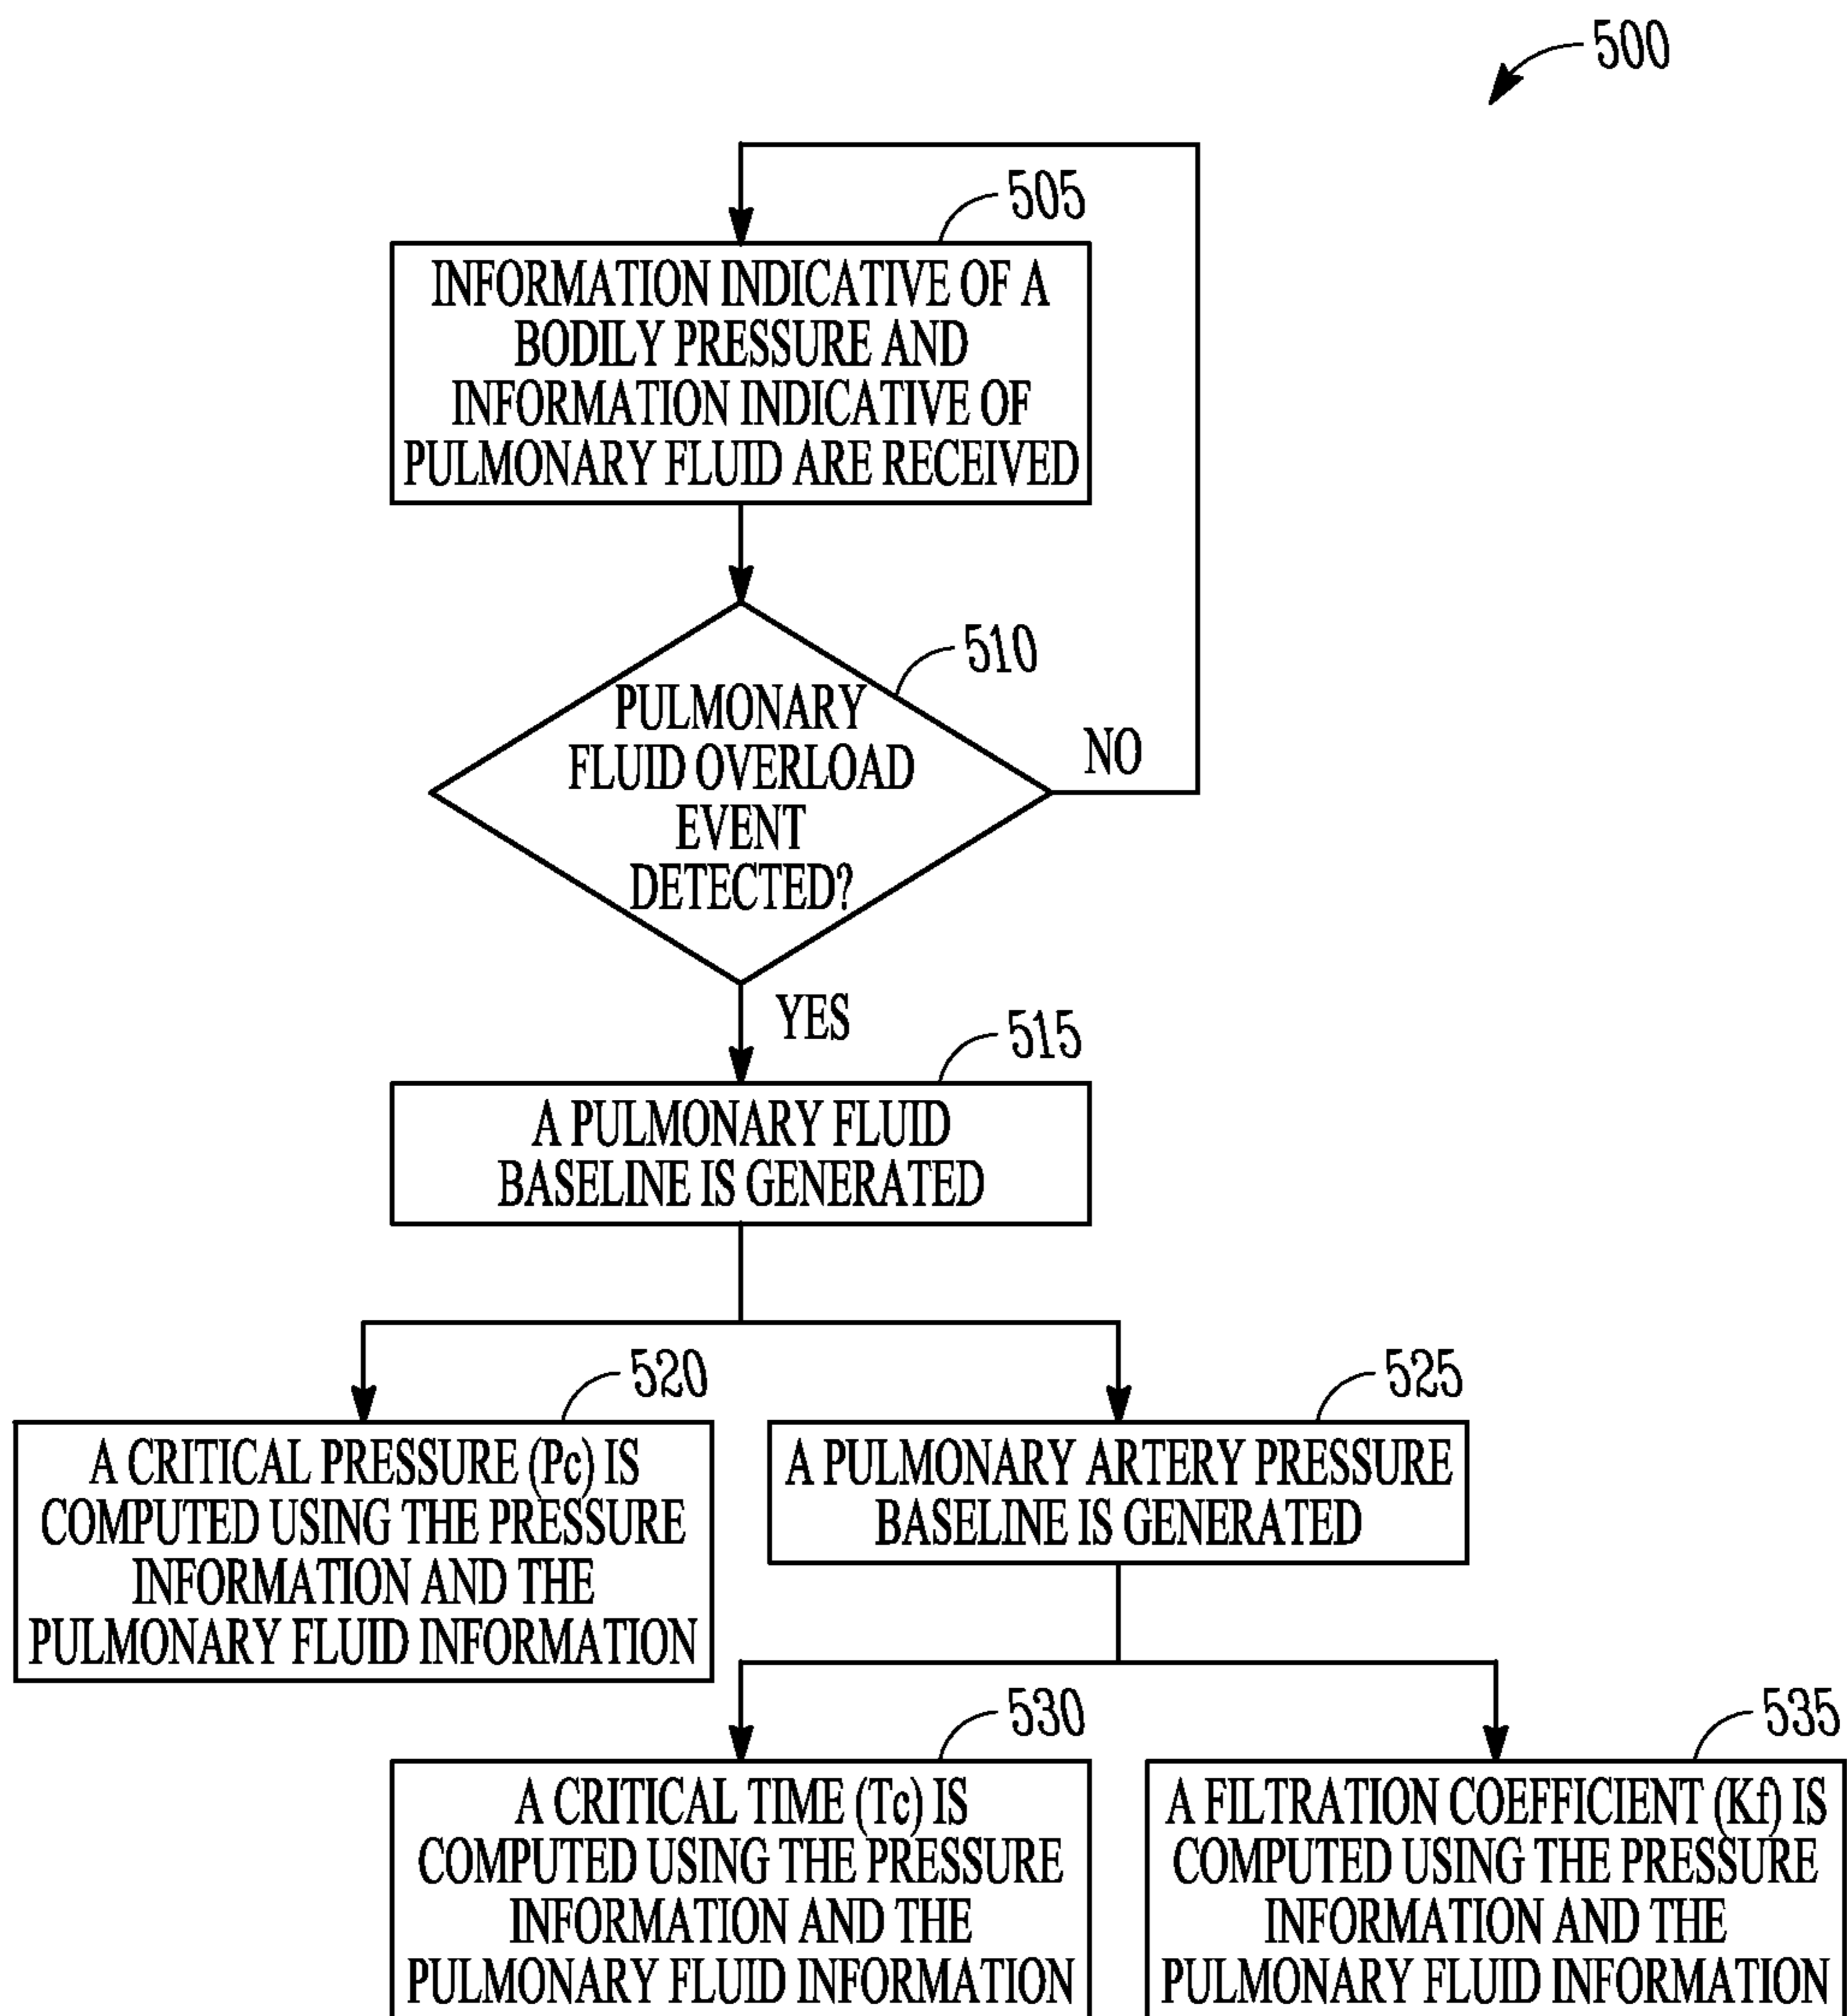 500
505
INFORMATION INDICATIVE OF A
BODILY PRESSURE AND
INFORMATION INDICATIVE OF
PULMONARY FLUID ARE RECEIVED
510
PULMONARY
FLUID OVERLOAD
EVENT
DETECTED?
NO
YES
515
A PULMONARY FLUID
BASELINE IS GENERATED
520
A CRITICAL PRESSURE (Pc) IS
COMPUTED USING THE PRESSURE
INFORMATION AND THE
PULMONARY FLUID INFORMATION
525
A PULMONARY ARTERY PRESSURE
BASELINE IS GENERATED
530
A CRITICAL TIME (Tc) IS
COMPUTED USING THE PRESSURE
INFORMATION AND THE
PULMONARY FLUID INFORMATION
535
A FILTRATION COEFFICIENT (Kf) IS
COMPUTED USING THE PRESSURE
INFORMATION AND THE
PULMONARY FLUID INFORMATION